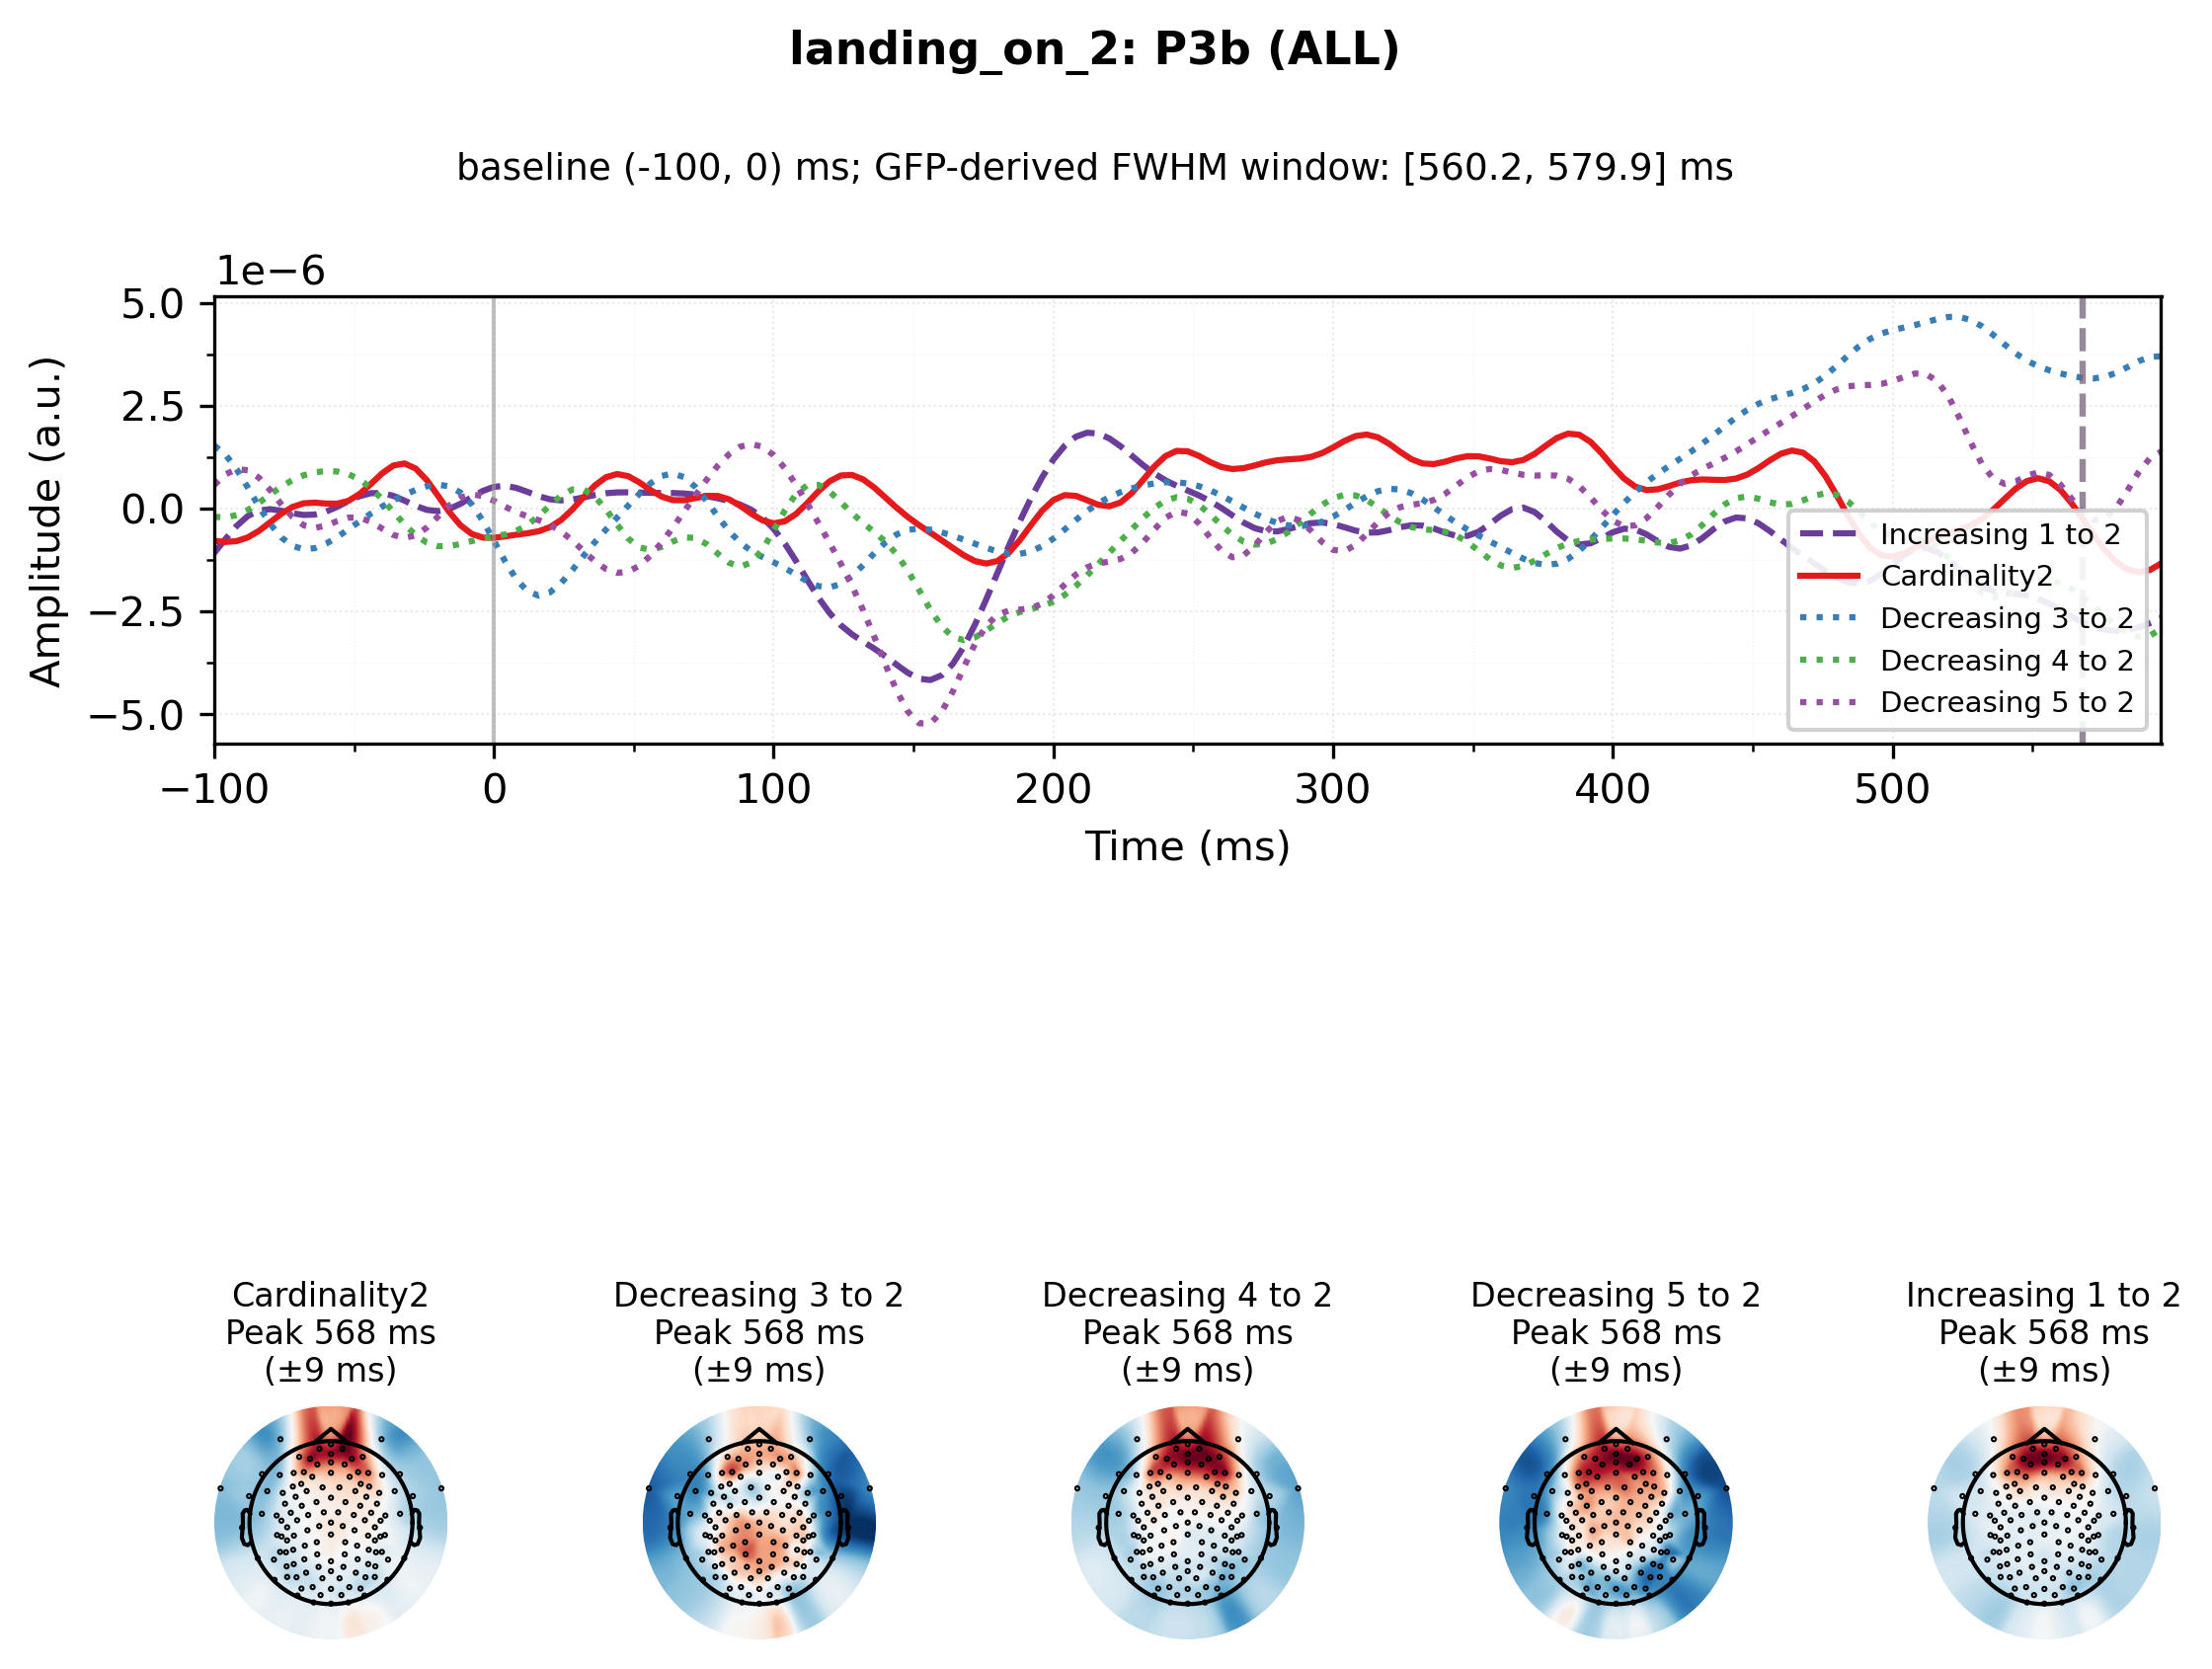 landing_on_2: P3b (ALL)
baseline (-100, 0) ms; GFP-derived FWHM window: [560.2, 579.9] ms
1e−6
5.0
2.5
0.0
−2.5
−5.0
Amplitude (a.u.)
−100
0
100
200
300
400
500
Time (ms)
Increasing 1 to 2
Cardinality2
Decreasing 3 to 2
Decreasing 4 to 2
Decreasing 5 to 2
Cardinality2
Peak 568 ms
(±9 ms)
Decreasing 3 to 2
Peak 568 ms
(±9 ms)
Decreasing 4 to 2
Peak 568 ms
(±9 ms)
Decreasing 5 to 2
Peak 568 ms
(±9 ms)
Increasing 1 to 2
Peak 568 ms
(±9 ms)